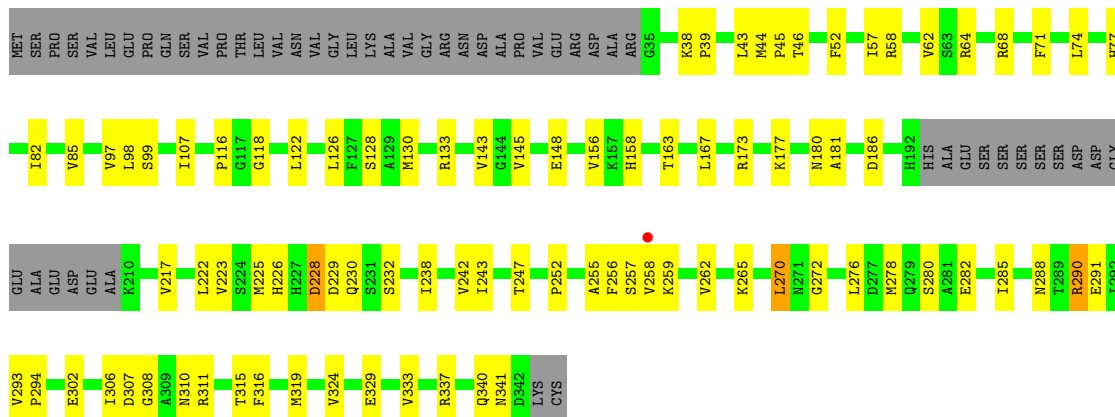 MET SER PRO SER VAL LEU GLU PRO GLN SER VAL PRO THR LEU VAL ASN VAL GLY LEU LYS ALA VAL GLY ARG ASN ASP ALA PRO VAL GLU ARG ASP ALA ARG G35 K38 P39 L43 M44 P45 T46 F52 I57 R58 V62 S63 R64 R68 F71 L74 H77
I82 V85 V97 L98 S99 I107 P116 G117 G118 L122 L126 F127 S128 A129 M130 R133 V143 G144 V145 E148 V156 K157 H158 T163 L167 R173 K177 N180 A181 D186 H192 HIS ALA GLU SER SER SER SER SER ASP ASP GLY
GLU ALA GLU ASP GLU ALA K210 V217 L222 V223 S224 M225 H226 H227 D228 D229 Q230 S231 S232 I238 V242 I243 T247 P252 A255 F256 S257 V258 K259 V262 K265 L270 N271 G272 L276 D277 M278 Q279 S280 A281 E282 I285 N288 T289 R290 E291 I292
V293 P294 E302 I306 D307 G308 A309 N310 R311 T315 F316 M319 V324 E329 V333 R337 Q340 N341 D342 LYS CYS